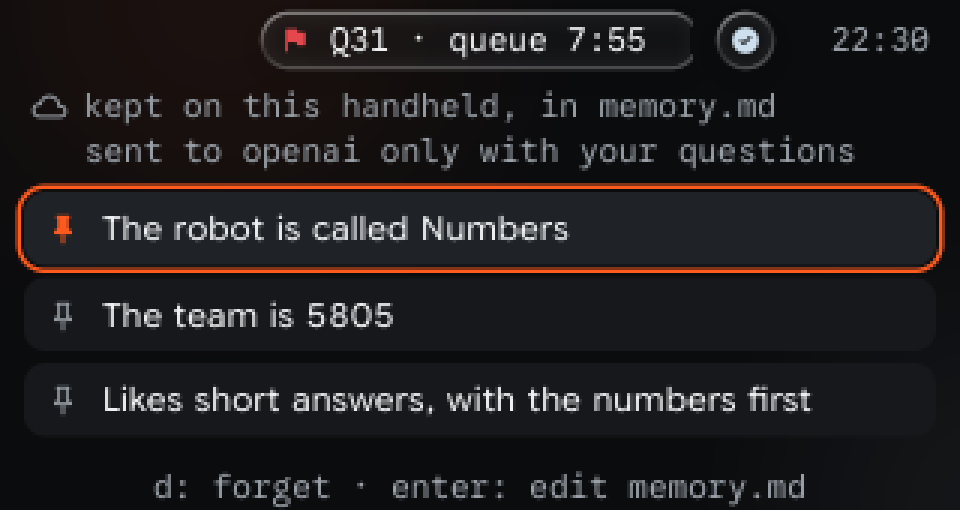 Q31 · queue 7:55
22:30
kept on this handheld, in memory.md
sent to openai only with your questions
The robot is called Numbers
The team is 5805
Likes short answers, with the numbers first
d: forget · enter: edit memory.md